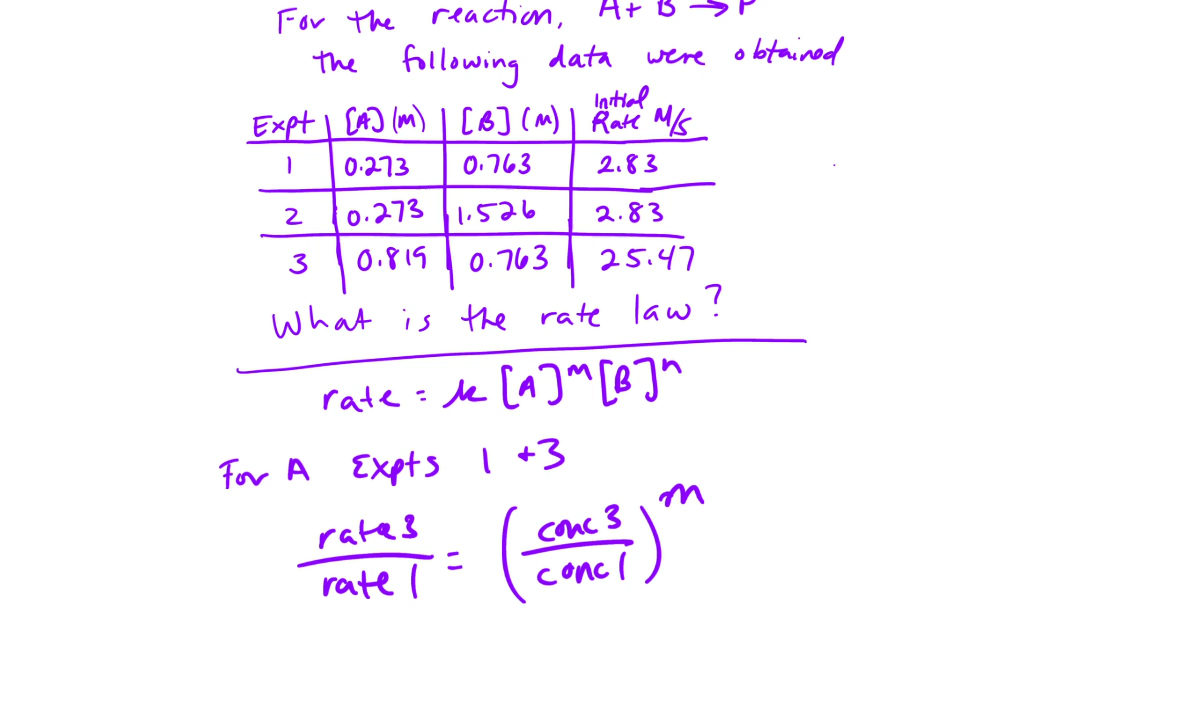 For the reaction, A + B → P
the following data were obtained
Expt [A] (M) [B] (M) Initial Rate M/s
1 0.273 0.763 2.83
2 0.273 1.526 2.83
3 0.819 0.763 25.47
What is the rate law?
rate = k [A]^m [B]^n
For A Expts 1 + 3
rate 3 / rate 1 = (conc 3 / conc 1)^m